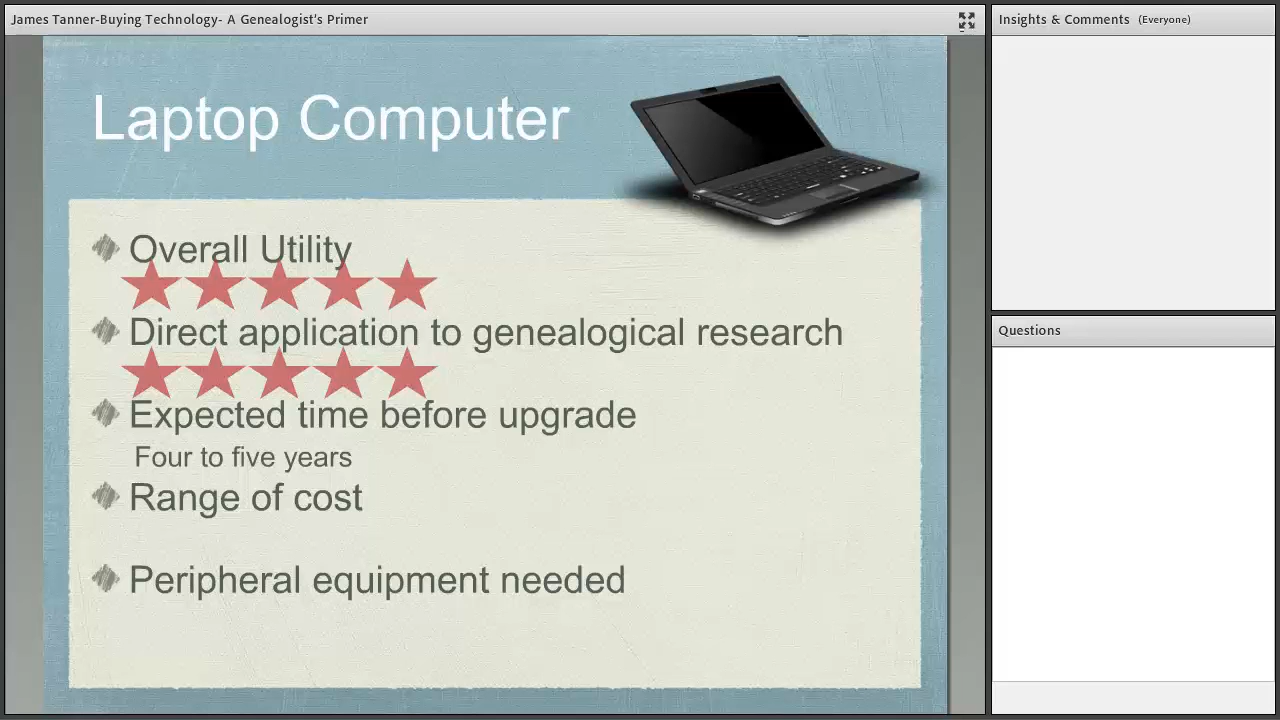 James Tanner-Buying Technology- A Genealogist's Primer
Insights & Comments (Everyone)
Laptop Computer
Overall Utility
Direct application to genealogical research
Expected time before upgrade
Four to five years
Range of cost
Peripheral equipment needed
Questions